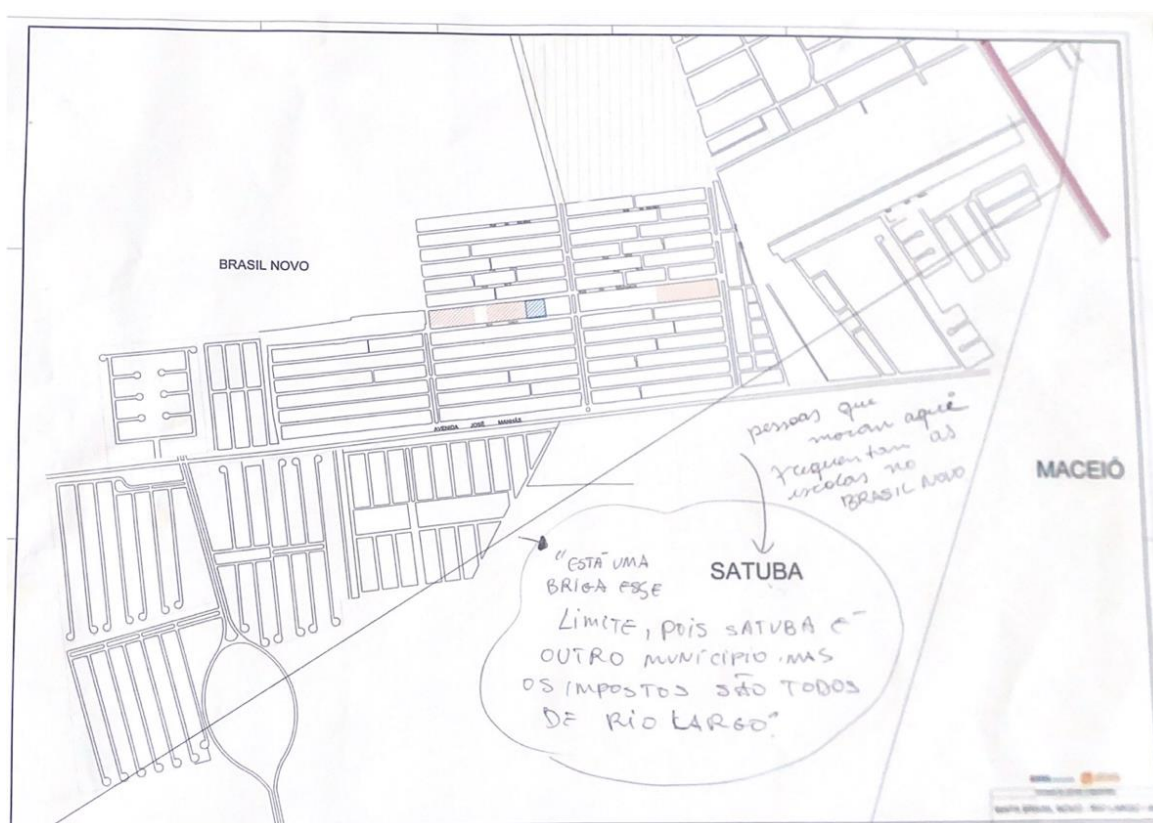 BRASIL NOVO
AVENIDA JOSÉ MANHÃS
pessoas que
moram aqui
frequentam as
escolas no
BRASIL NOVO
MACEIÓ
SATUBA
"ESTÁ UMA
BRIGA ESSE
LIMITE, POIS SATUBA É
OUTRO MUNICÍPIO MAS
OS IMPOSTOS SÃO TODOS
DE RIO LARGO"